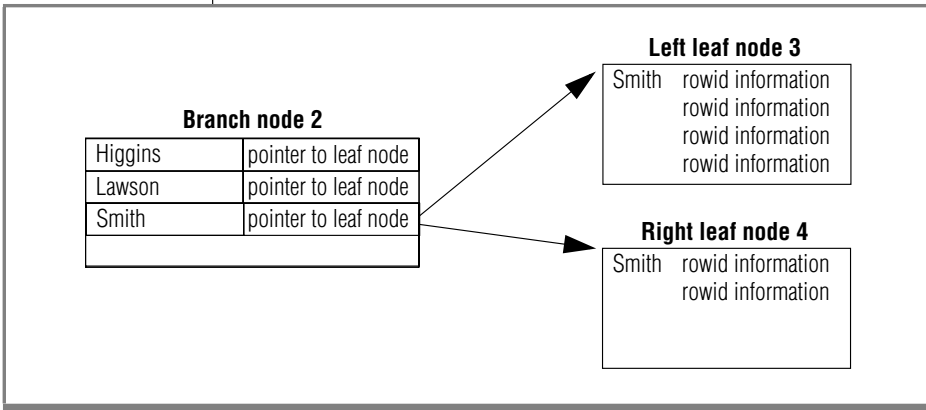 Branch node 2
Higgins pointer to leaf node
Lawson pointer to leaf node
Smith pointer to leaf node
Left leaf node 3
Smith rowid information
rowid information
rowid information
rowid information
Right leaf node 4
Smith rowid information
rowid information